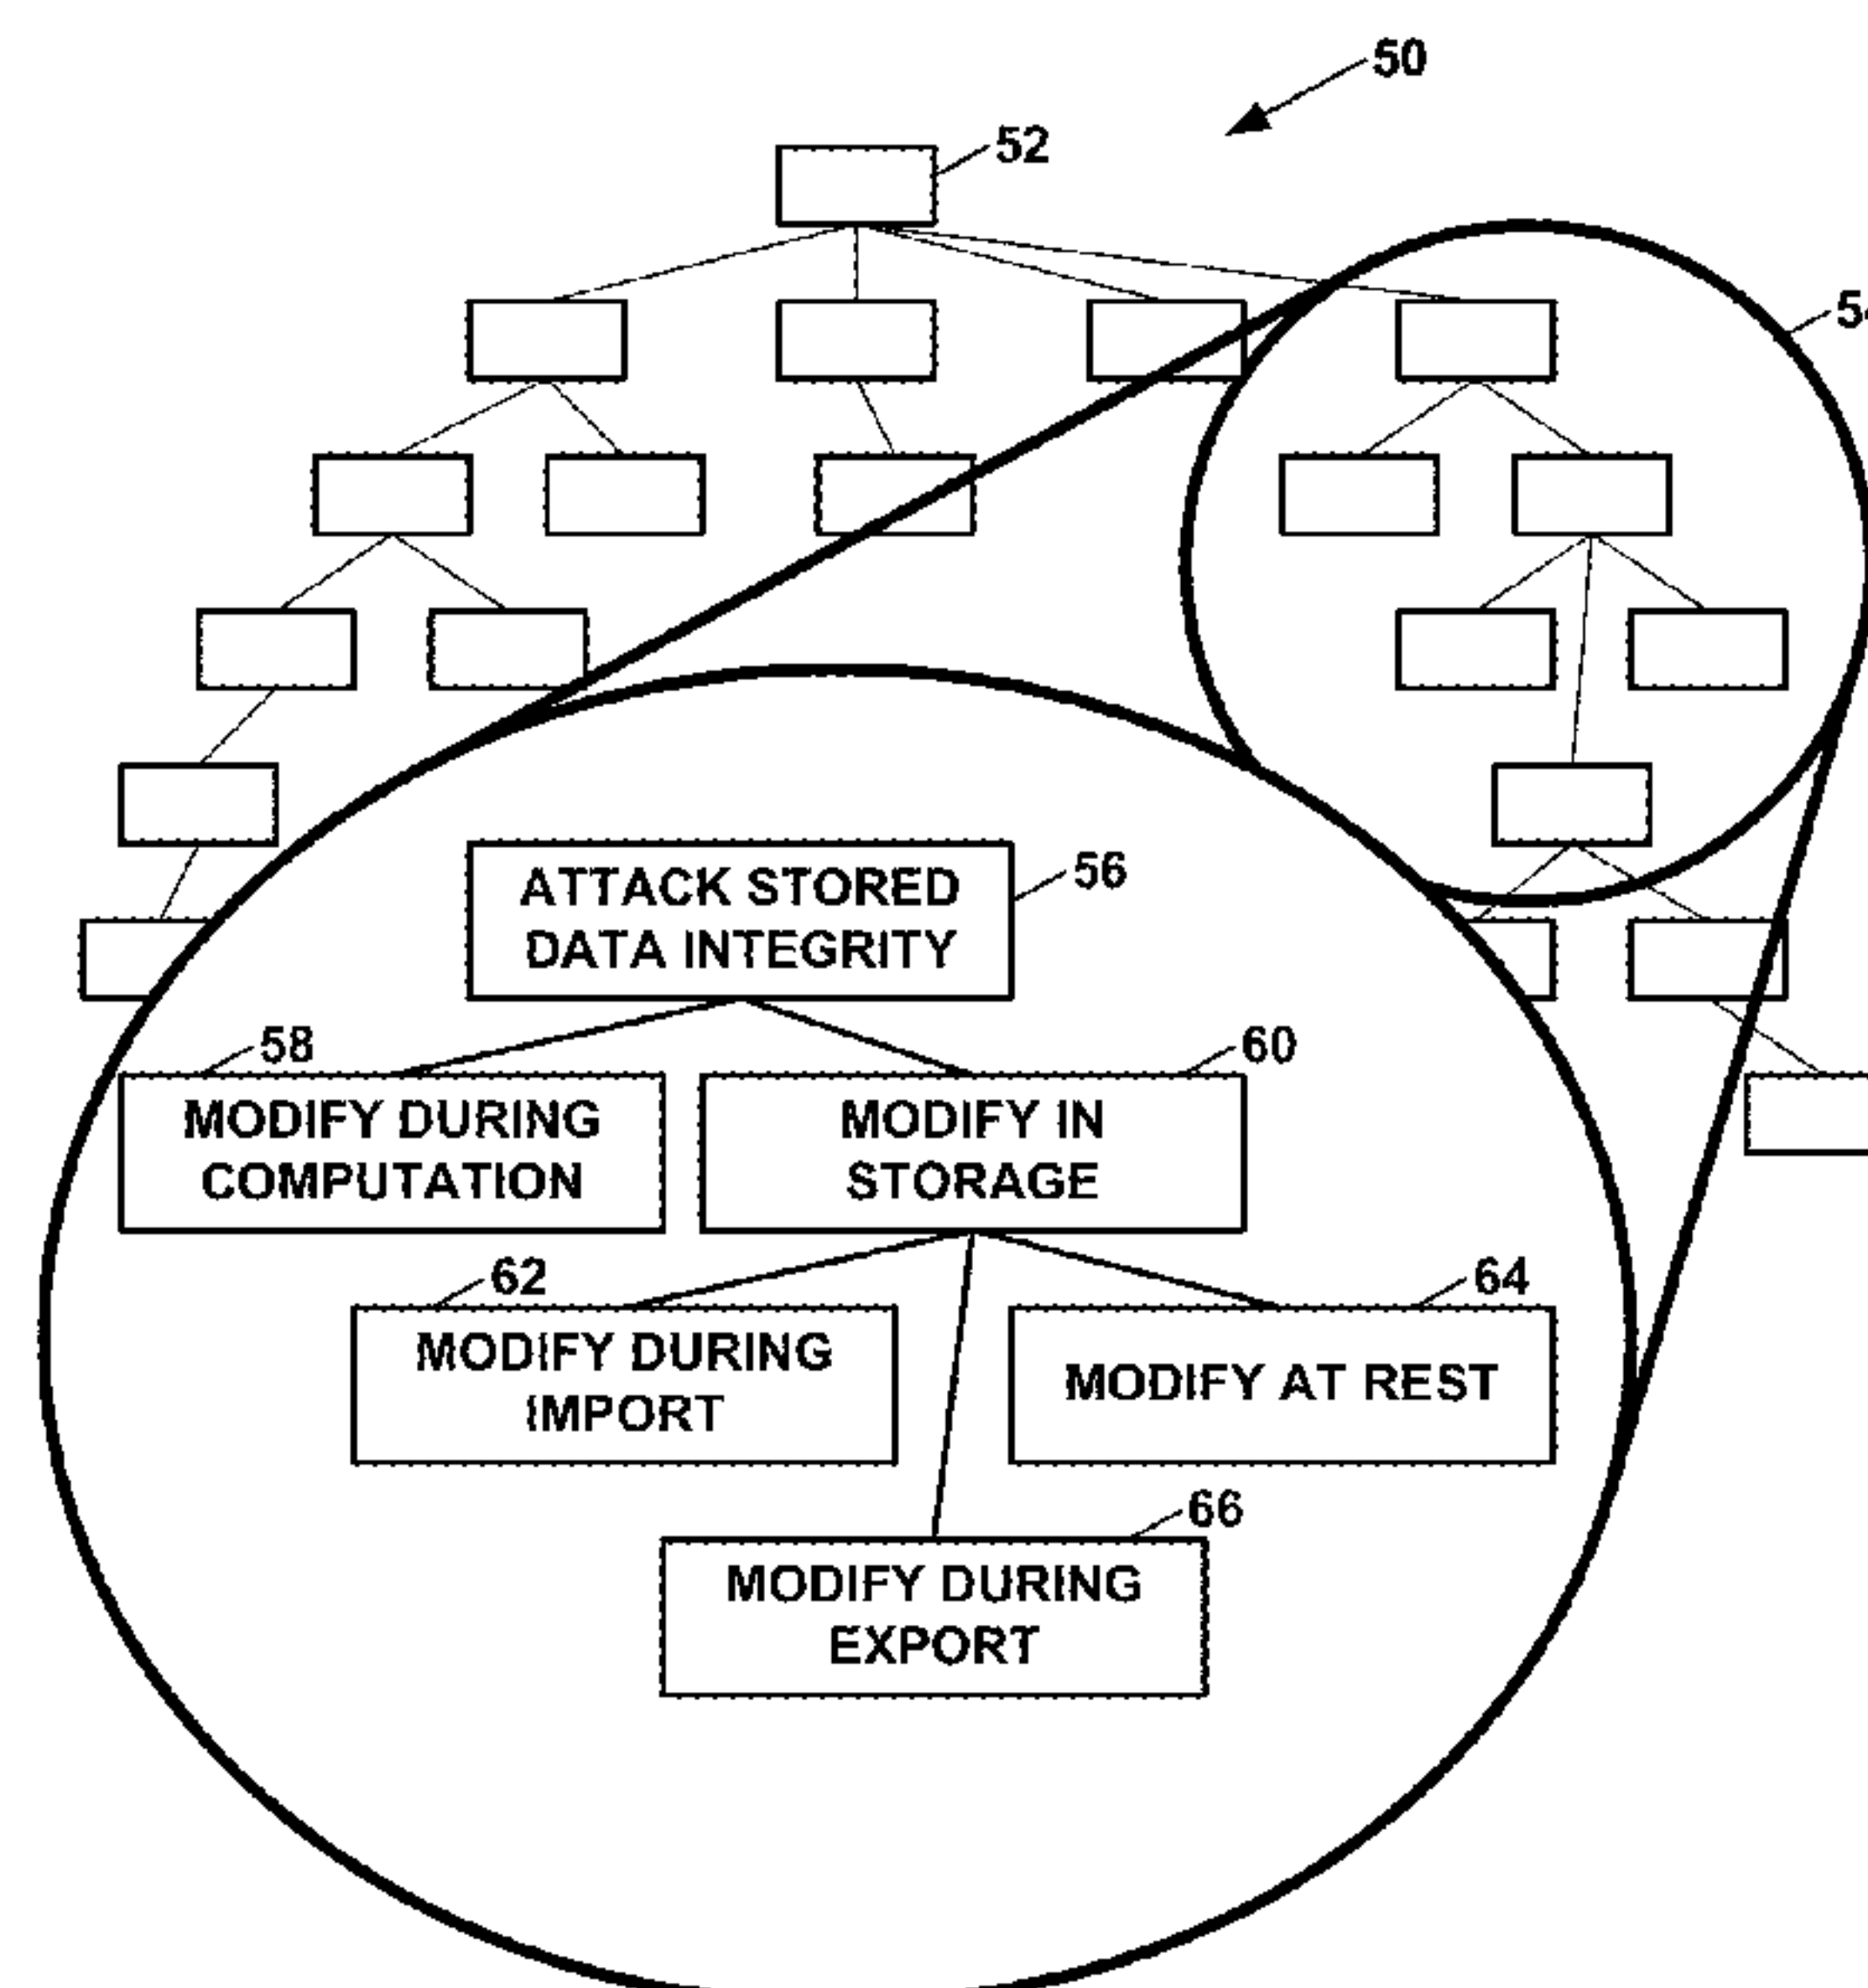 50
52
ATTACK STORED
DATA INTEGRITY
56
58
60
MODIFY DURING
COMPUTATION
MODIFY IN
STORAGE
62
64
MODIFY DURING
IMPORT
MODIFY AT REST
66
MODIFY DURING
EXPORT